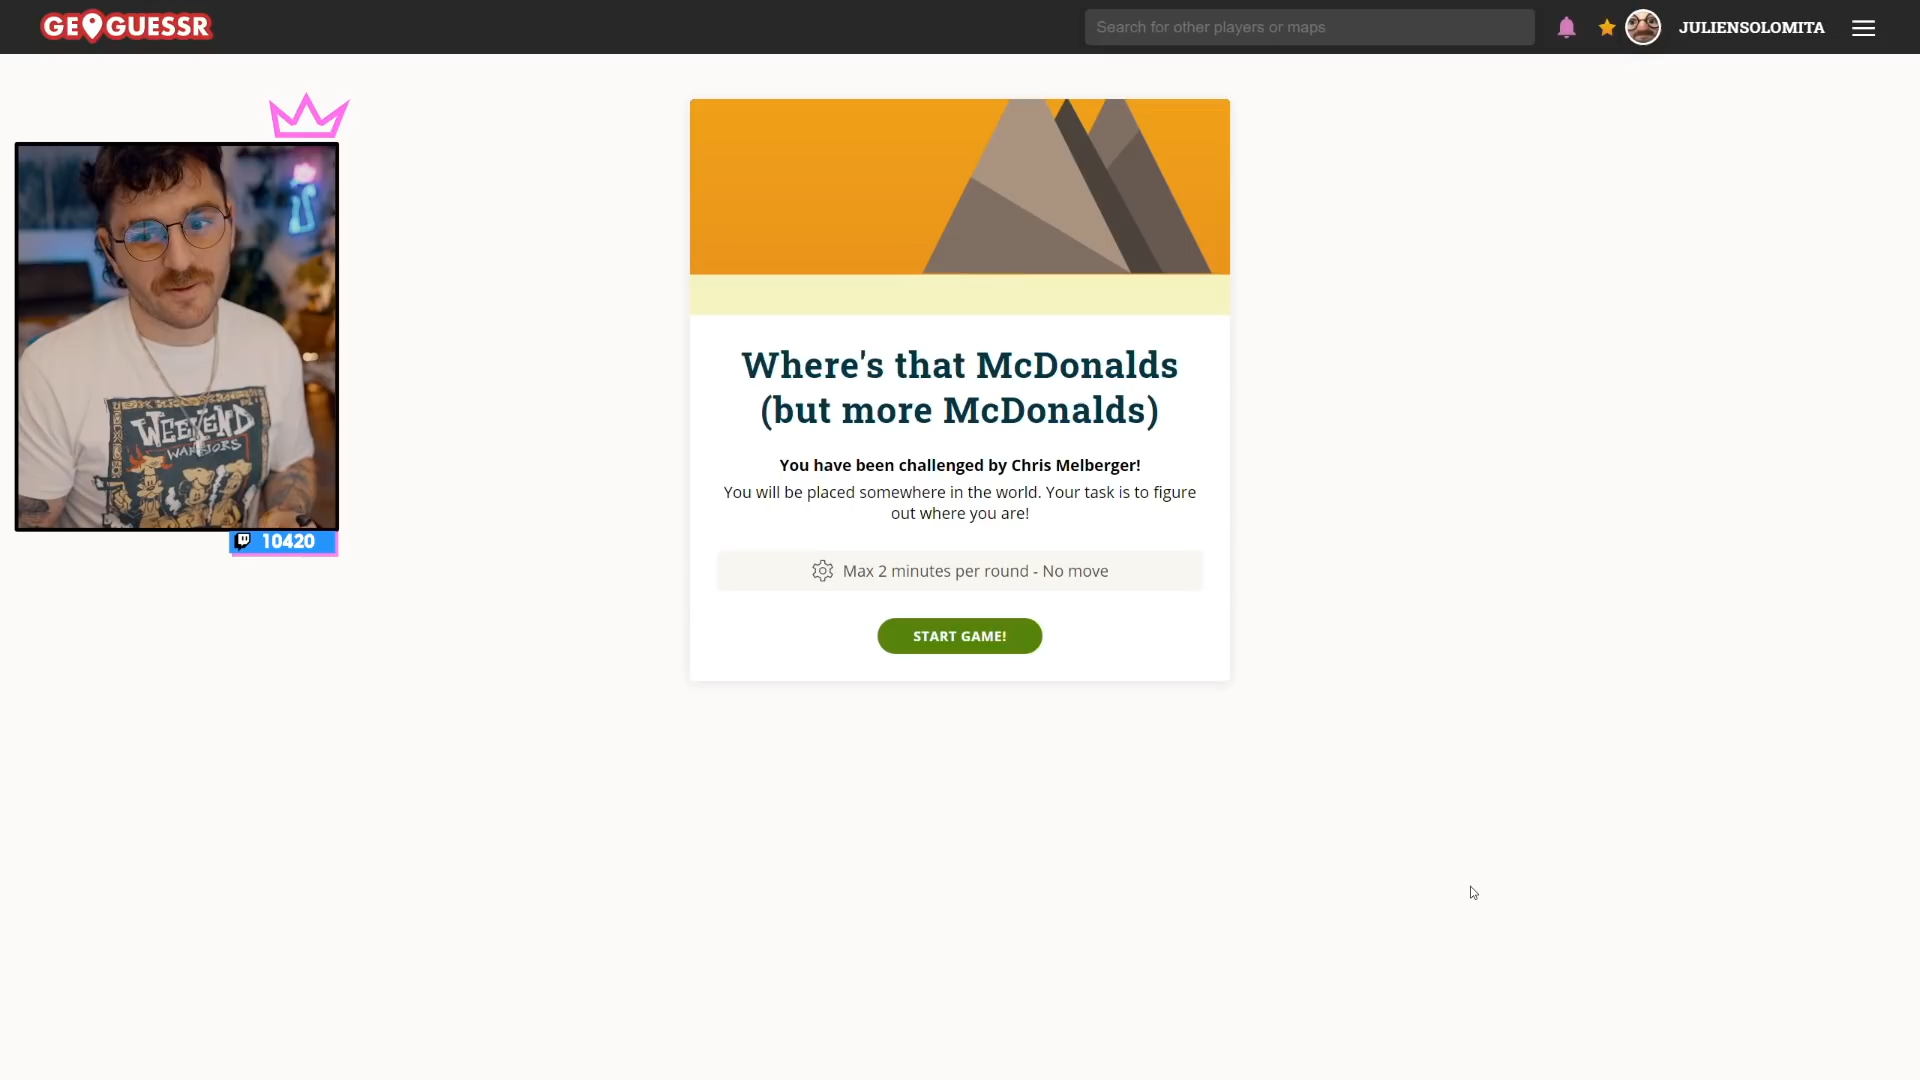 GEOGUESSR
Search for other players or maps
JULIENSOLOMITA
WEEKEND
WARRIORS
10420
Where's that McDonalds
(but more McDonalds)
You have been challenged by Chris Melberger!
You will be placed somewhere in the world. Your task is to figure
out where you are!
Max 2 minutes per round - No move
START GAME!